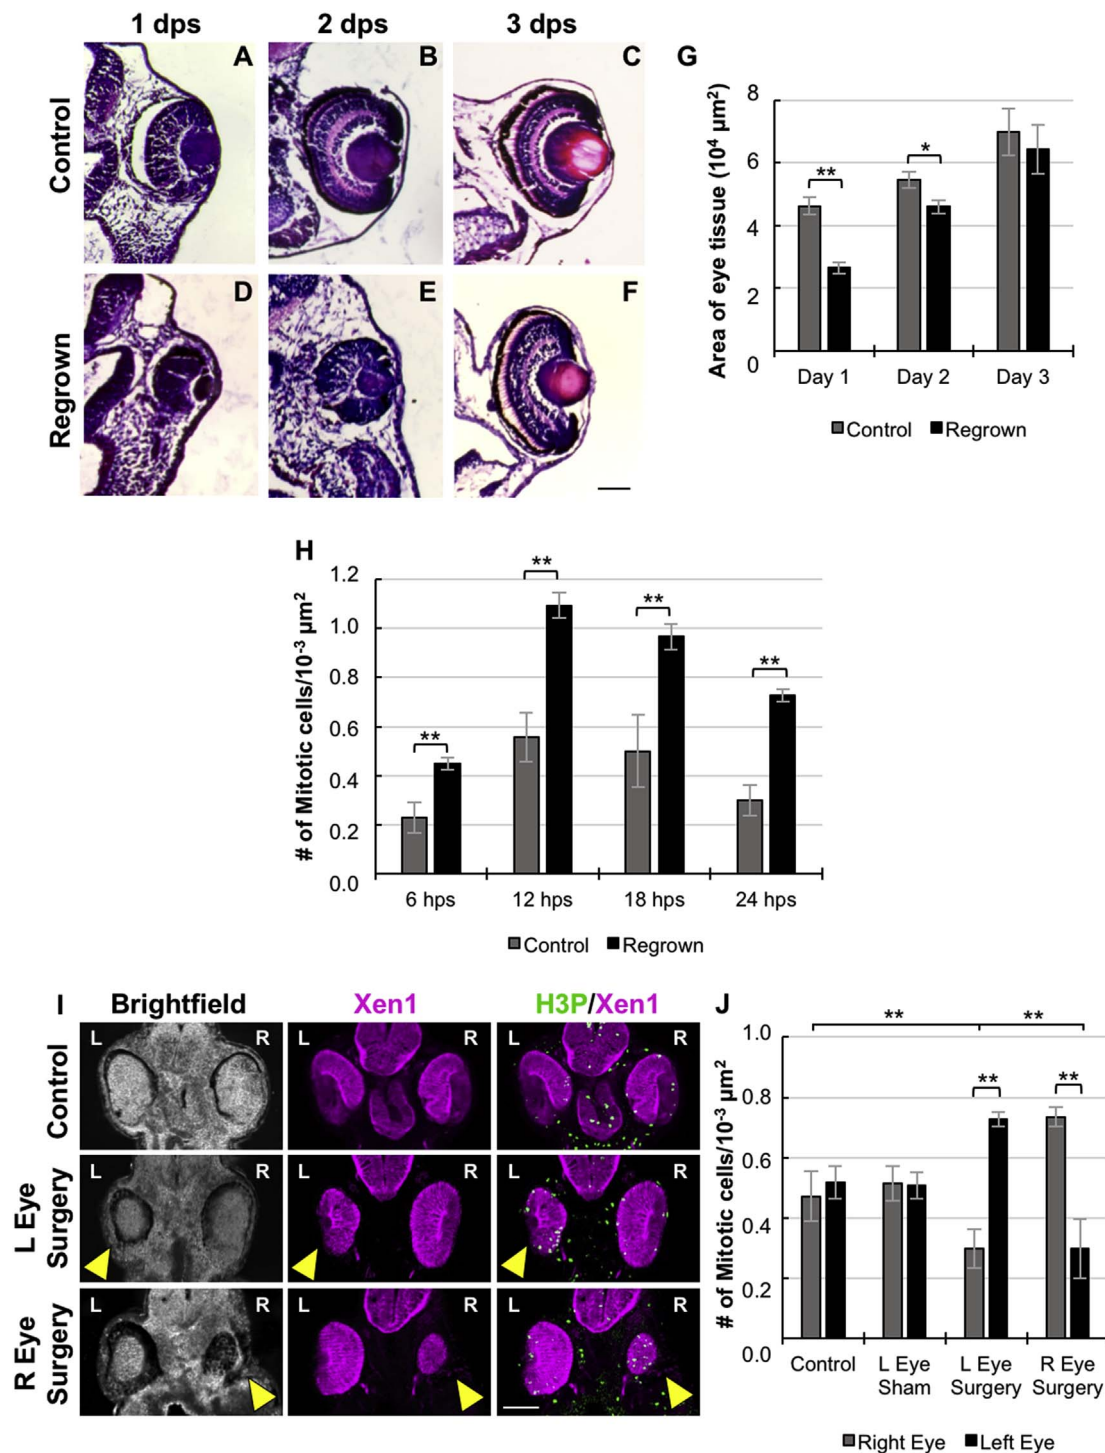 1 dps 2 dps 3 dps
Control
A B C
Regrown
D E F
G
Area of eye tissue (10⁴ µm²)
8
6
4
2
0
** *
Day 1 Day 2 Day 3
Control Regrown
H
# of Mitotic cells/10⁻³ µm²
1.2
1.0
0.8
0.6
0.4
0.2
0.0
** ** ** **
6 hps 12 hps 18 hps 24 hps
Control Regrown
I Brightfield Xen1 H3P/Xen1
Control
L R L R L R
L Eye
Surgery
L R L R L R
R Eye
Surgery
L R L R L R
J
# of Mitotic cells/10⁻³ µm²
1.0
0.8
0.6
0.4
0.2
0.0
** **
** **
Control L Eye L Eye R Eye
Sham Surgery Surgery
Right Eye Left Eye